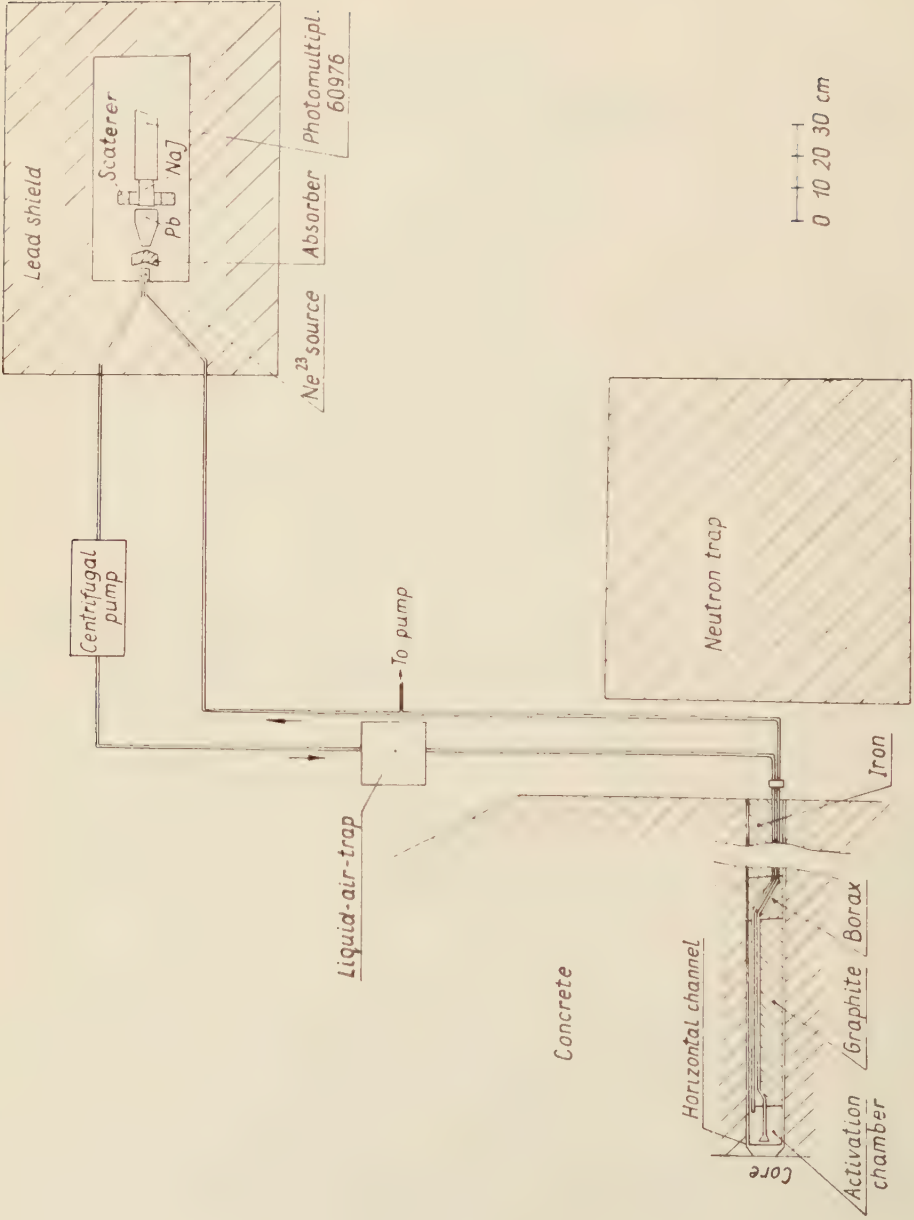 Lead shield
Scaterer
Pb
NaJ
Ne²³ source
Absorber
Photomultipl.
60976
Centrifugal
pump
To pump
Liquid-air-trap
Neutron trap
0 10 20 30 cm
Concrete
Horizontal channel
Core
Iron
Activation
chamber
Graphite
Borax